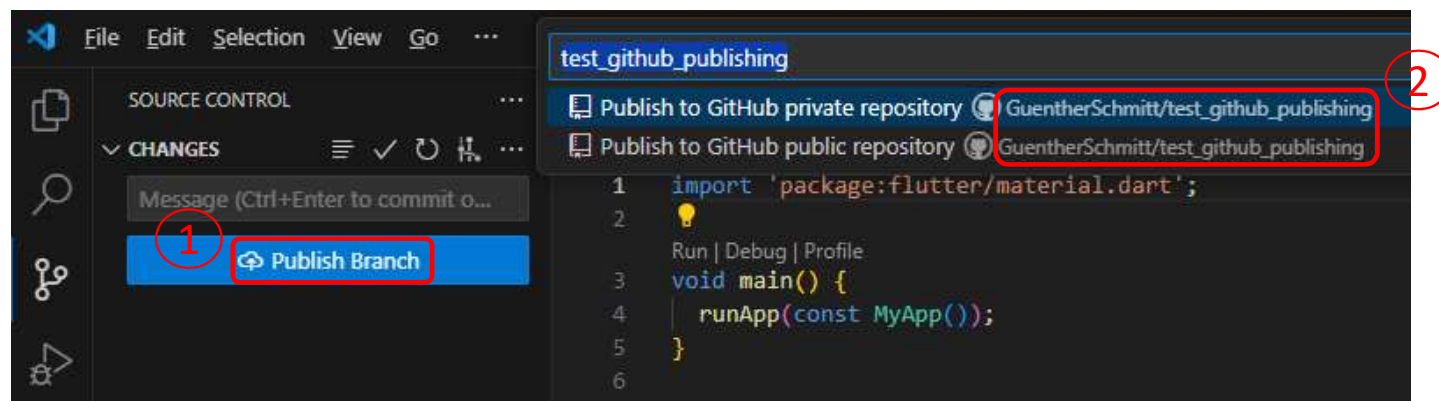 File Edit Selection View Go ···
test_github_publishing
2
SOURCE CONTROL ···
Publish to GitHub private repository GuentherSchmitt/test_github_publishing
CHANGES ···
Publish to GitHub public repository GuentherSchmitt/test_github_publishing
Message (Ctrl+Enter to commit o...
1 import 'package:flutter/material.dart';
2
1
Publish Branch
Run | Debug | Profile
3 void main() {
4 runApp(const MyApp());
5 }
6